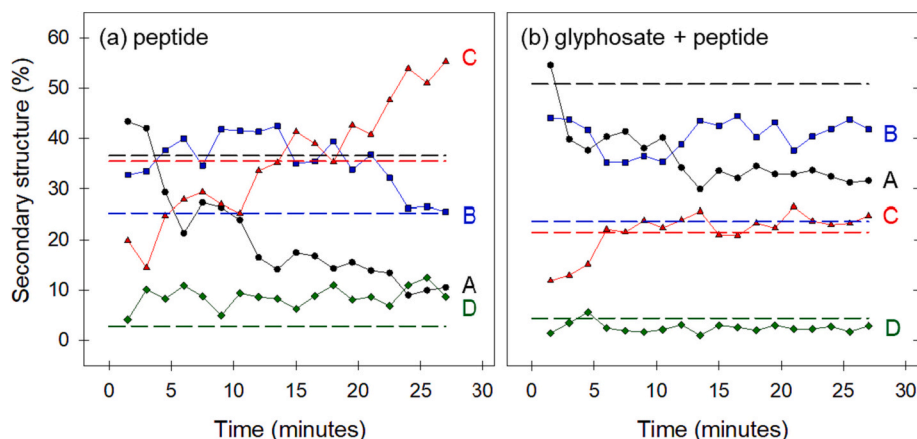 (a) peptide
(b) glyphosate + peptide
Secondary structure (%)
60
50
40
30
20
10
0
C
B
A
D
B
A
C
D
0 5 10 15 20 25 30
0 5 10 15 20 25 30
Time (minutes)
Time (minutes)